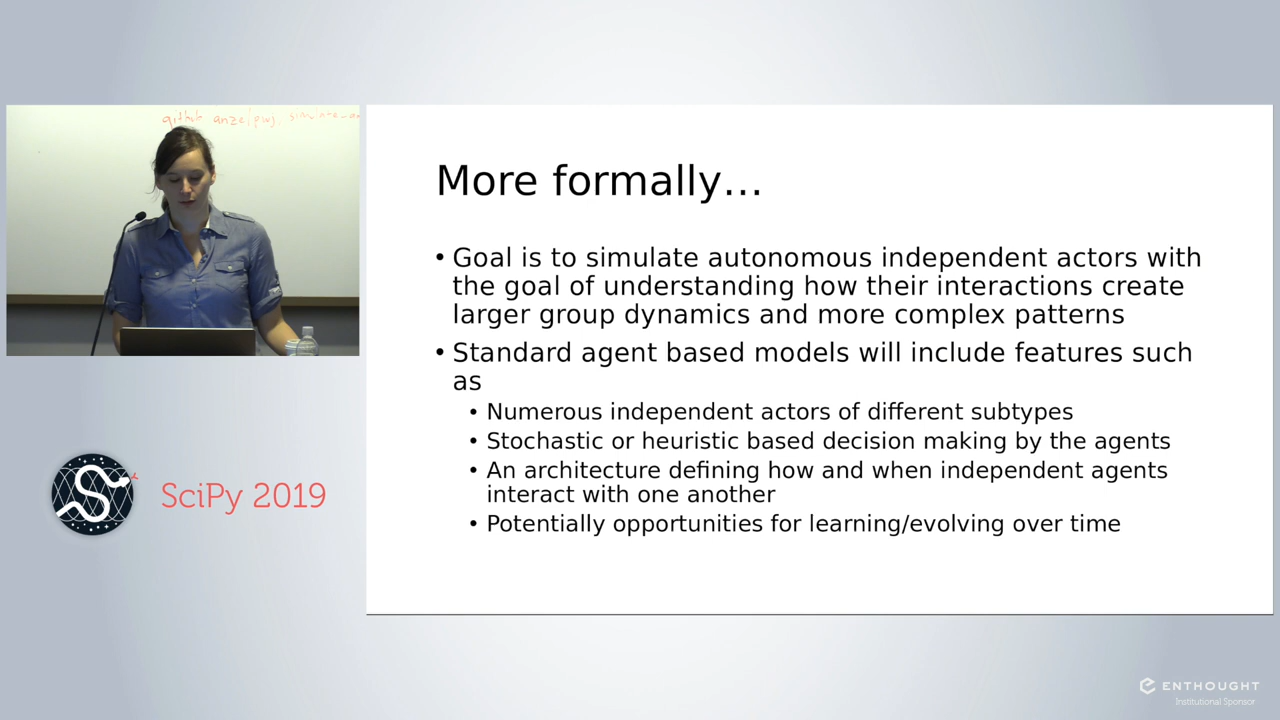 github
More formally...
• Goal is to simulate autonomous independent actors with
the goal of understanding how their interactions create
larger group dynamics and more complex patterns
• Standard agent based models will include features such
as
• Numerous independent actors of different subtypes
• Stochastic or heuristic based decision making by the agents
• An architecture defining how and when independent agents
interact with one another
• Potentially opportunities for learning/evolving over time
SciPy 2019
ENTHOUGHT
Institutional Sponsor